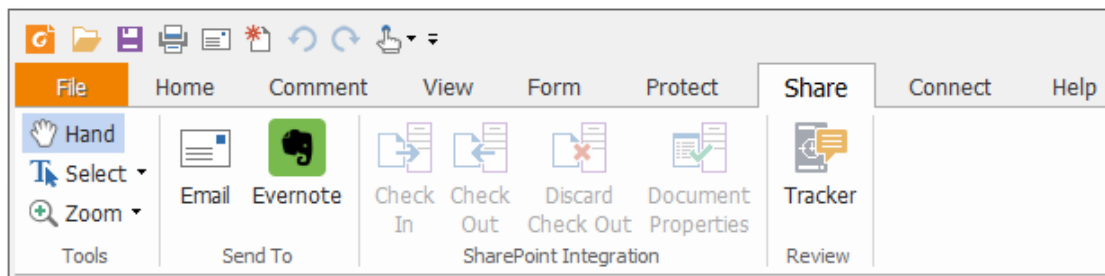 File Home Comment View Form Protect Share Connect Help
Hand
Select
Zoom
Tools
Email Evernote
Send To
Check In
Check Out
Discard Check Out
Document Properties
SharePoint Integration
Tracker
Review